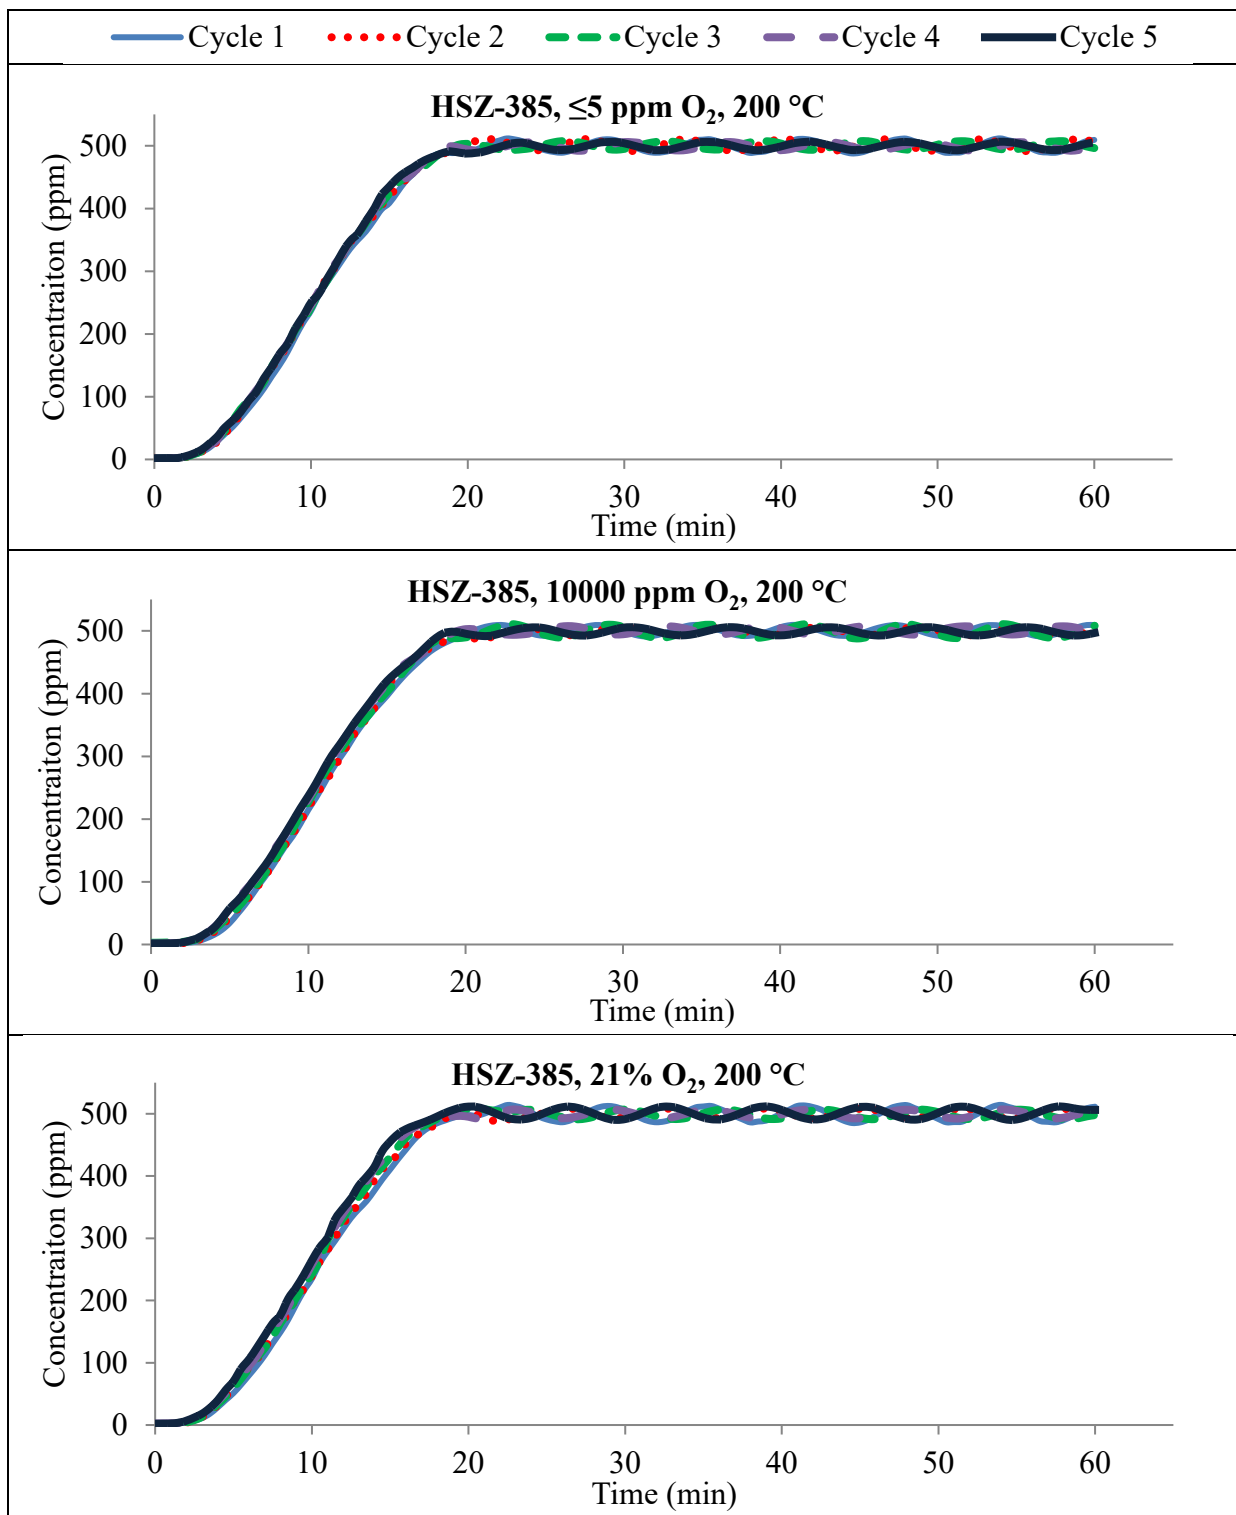 Cycle 1 Cycle 2 Cycle 3 Cycle 4 Cycle 5
HSZ-385, ≤5 ppm O₂, 200 °C
Concentraiton (ppm)
500
400
300
200
100
0
0 10 20 30 40 50 60
Time (min)
HSZ-385, 10000 ppm O₂, 200 °C
Concentraiton (ppm)
500
400
300
200
100
0
0 10 20 30 40 50 60
Time (min)
HSZ-385, 21% O₂, 200 °C
Concentraiton (ppm)
500
400
300
200
100
0
0 10 20 30 40 50 60
Time (min)